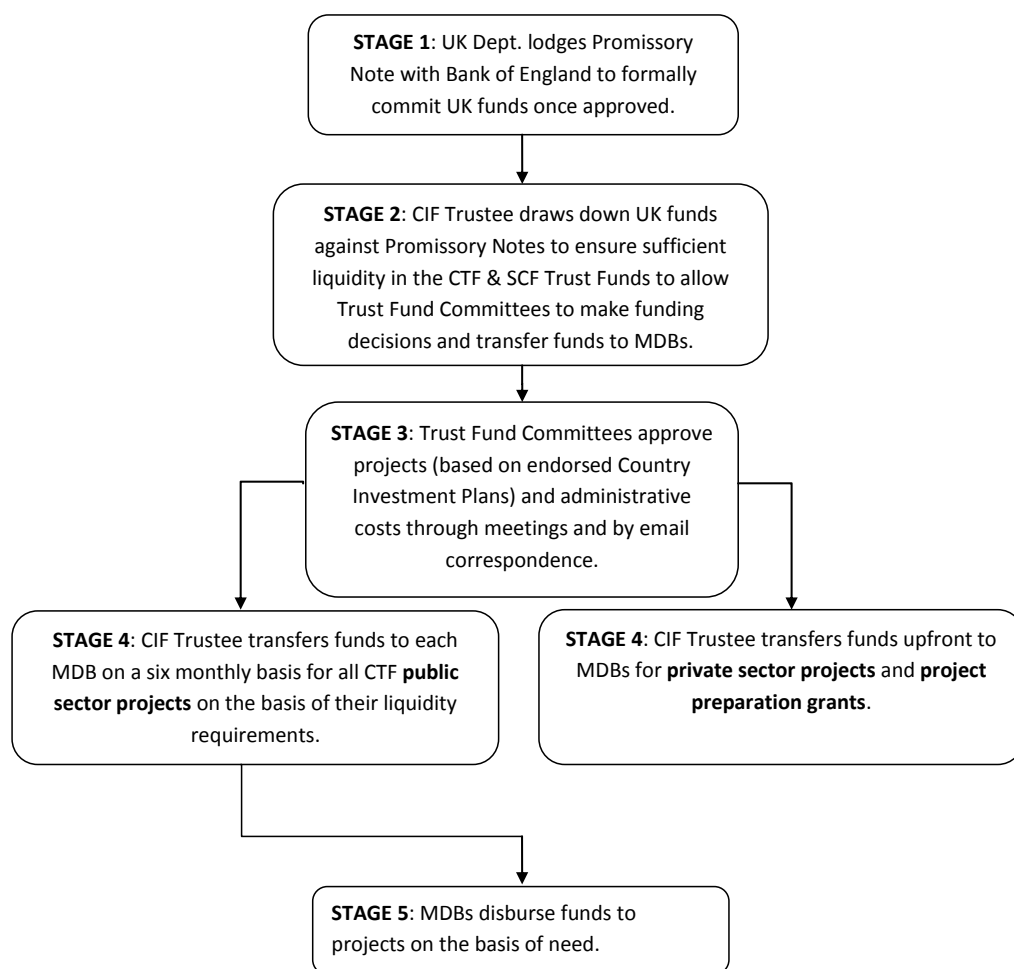 STAGE 1: UK Dept. lodges Promissory
Note with Bank of England to formally
commit UK funds once approved.
STAGE 2: CIF Trustee draws down UK funds
against Promissory Notes to ensure sufficient
liquidity in the CTF & SCF Trust Funds to allow
Trust Fund Committees to make funding
decisions and transfer funds to MDBs.
STAGE 3: Trust Fund Committees approve
projects (based on endorsed Country
Investment Plans) and administrative
costs through meetings and by email
correspondence.
STAGE 4: CIF Trustee transfers funds to each
MDB on a six monthly basis for all CTF public
sector projects on the basis of their liquidity
requirements.
STAGE 4: CIF Trustee transfers funds upfront to
MDBs for private sector projects and project
preparation grants.
STAGE 5: MDBs disburse funds to
projects on the basis of need.